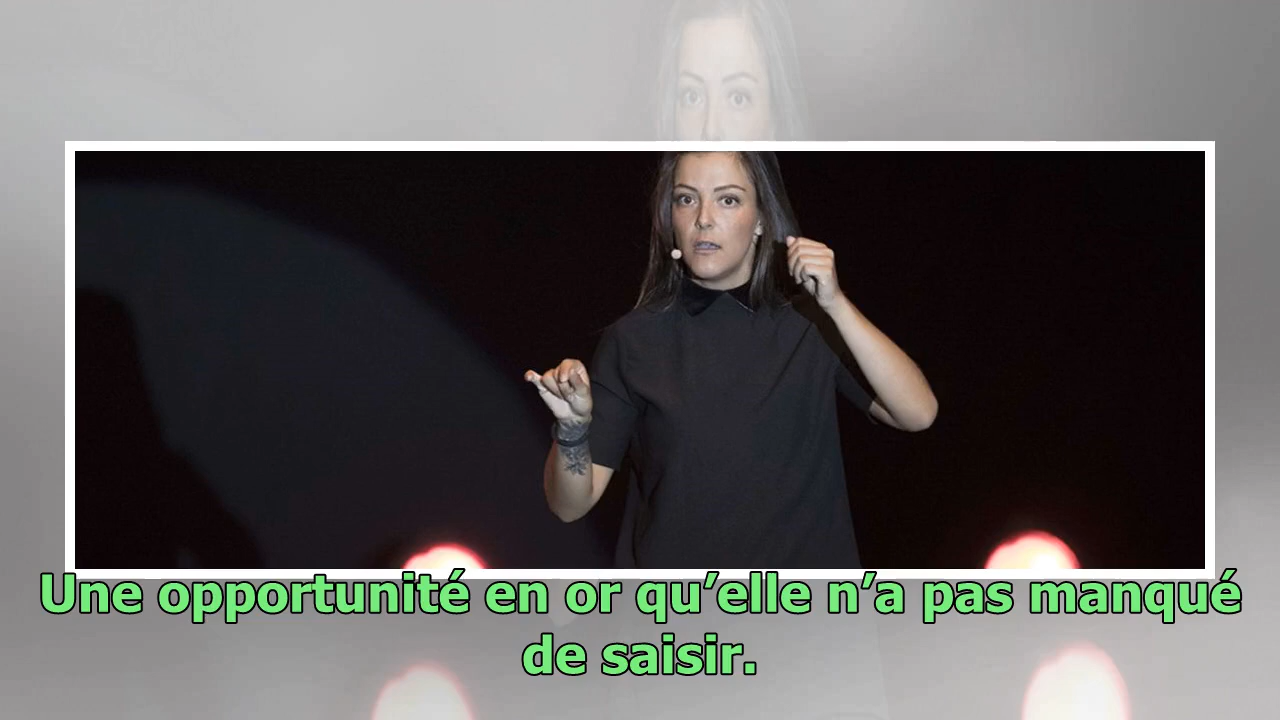 Une opportunité en or qu’elle n’a pas manqué
de saisir.